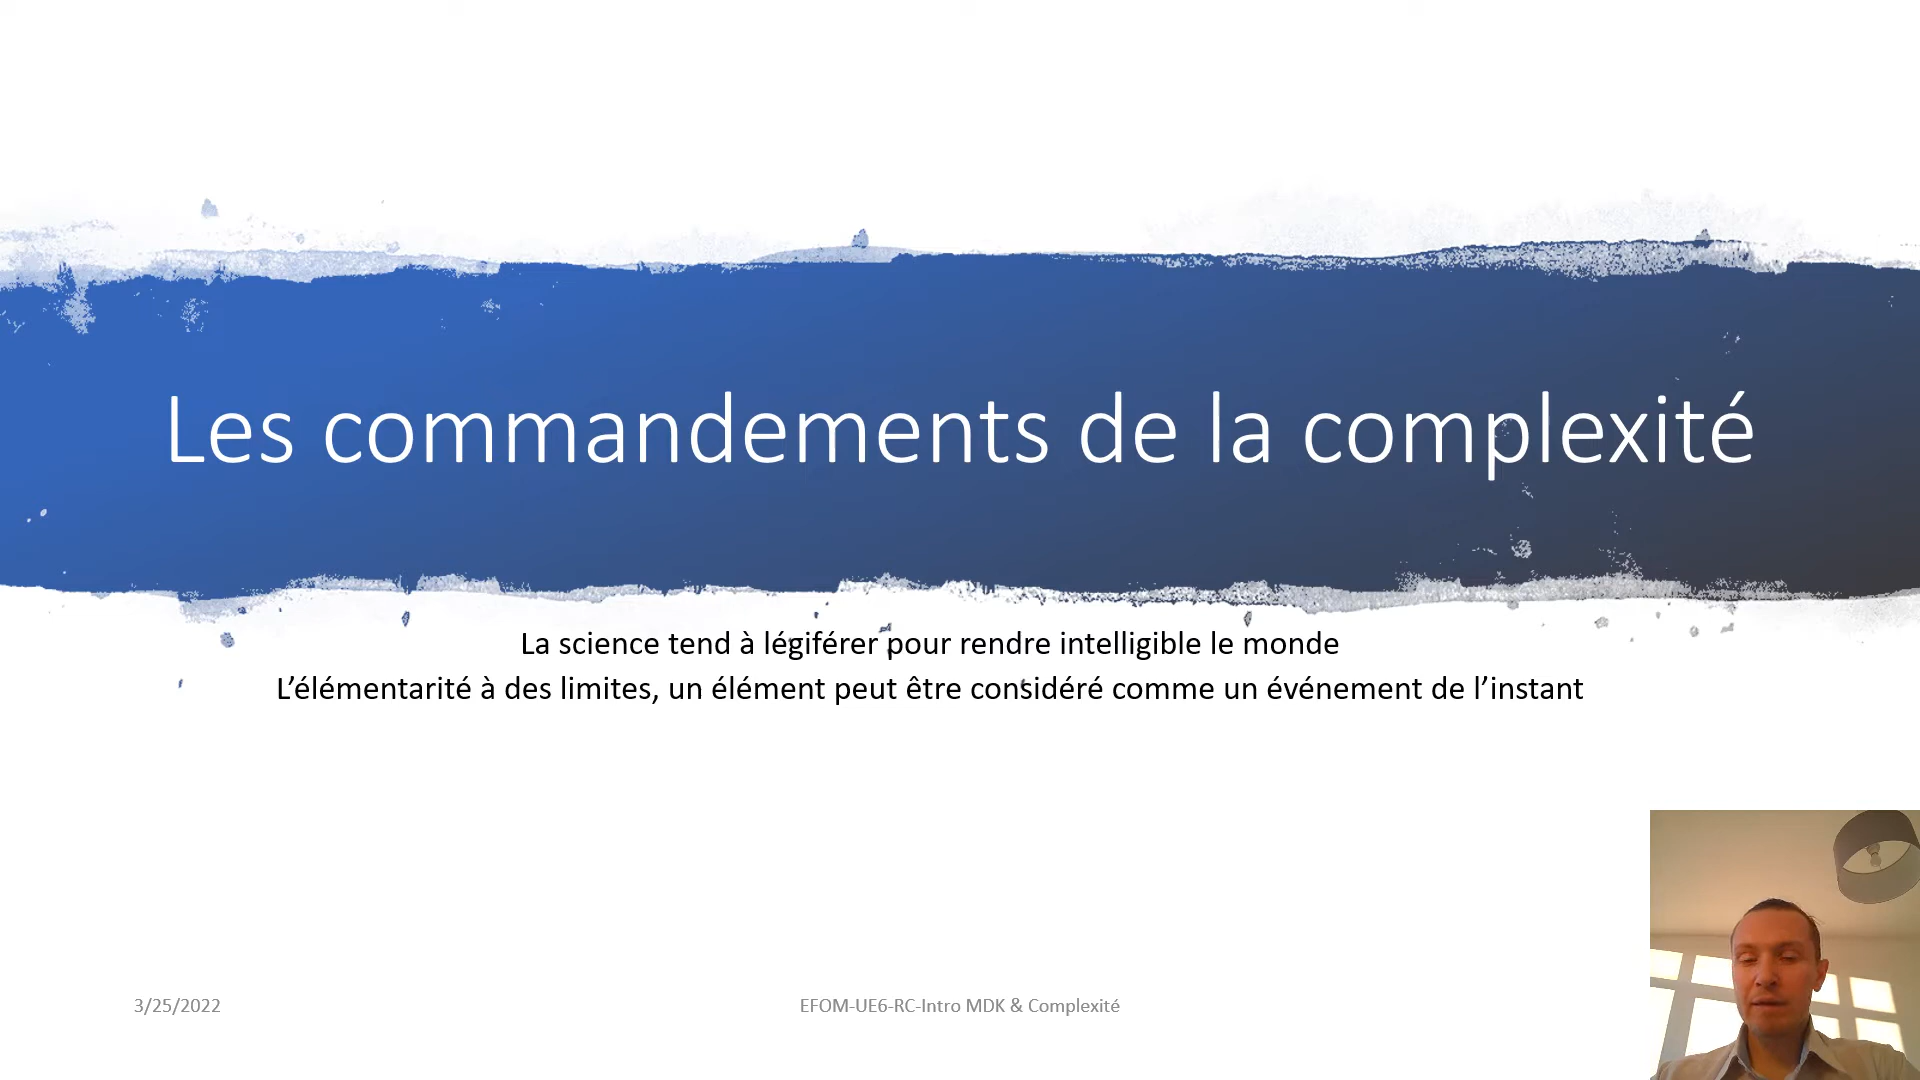 Les commandements de la complexité
La science tend à légiférer pour rendre intelligible le monde
L’élémentarité à des limites, un élément peut être considéré comme un événement de l’instant
3/25/2022
EFOM-UE6-RC-Intro MDK & Complexité